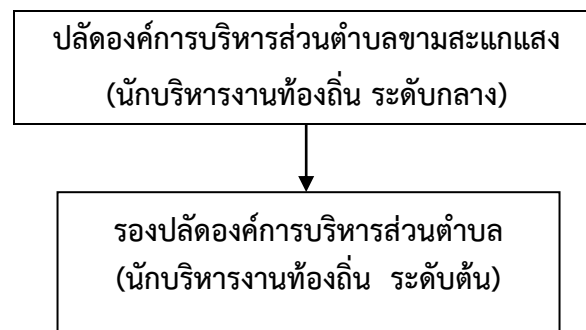 ปลัดองค์การบริหารส่วนตำบลขามสะแกแสง
(นักบริหารงานท้องถิ่น ระดับกลาง)
รองปลัดองค์การบริหารส่วนตำบล
(นักบริหารงานท้องถิ่น  ระดับต้น)